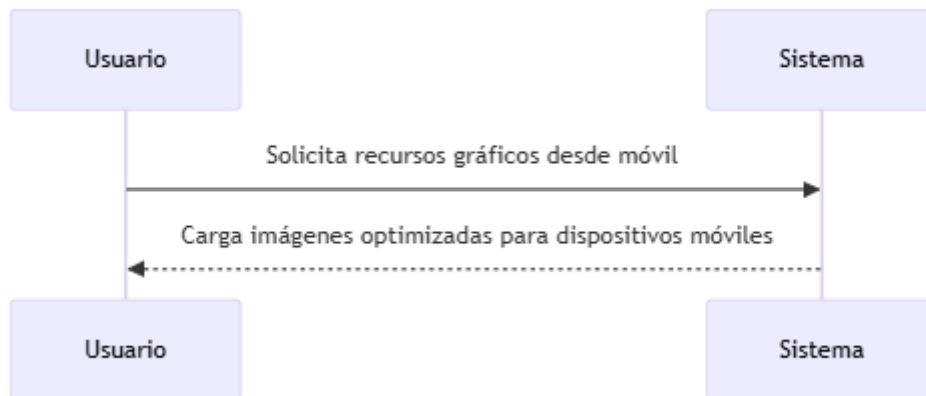 Usuario
Sistema
Solicita recursos gráficos desde móvil
Carga imágenes optimizadas para dispositivos móviles
Usuario
Sistema